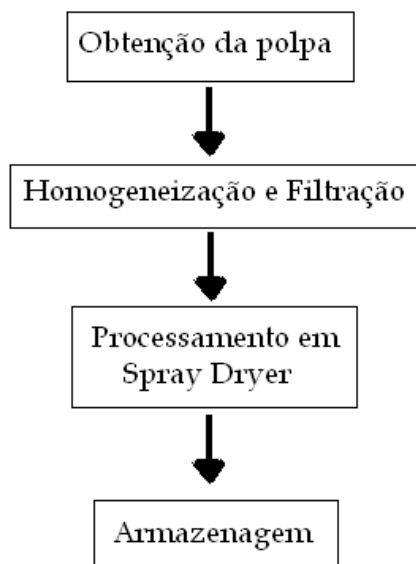 Obtenção da polpa
Homogeneização e Filtração
Processamento em
Spray Dryer
Armazenagem